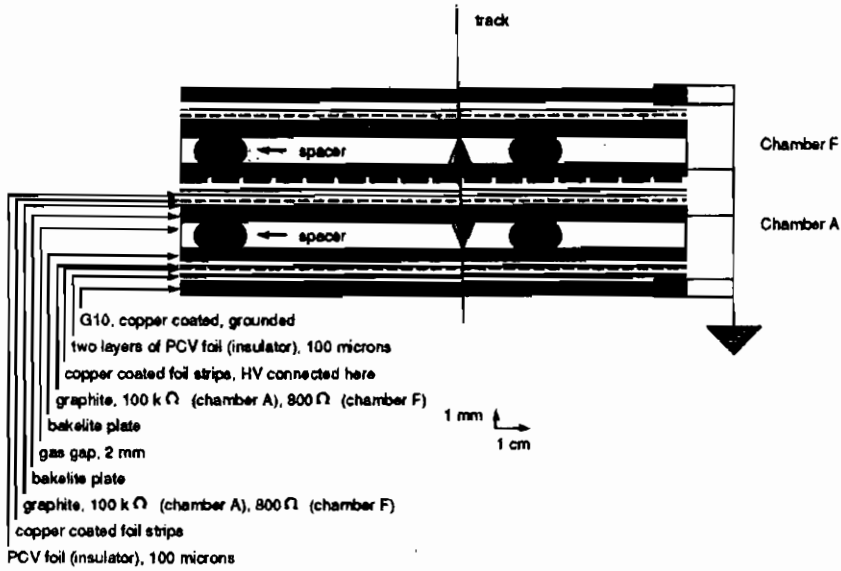 track
Chamber F
spacer
Chamber A
spacer
G10, copper coated, grounded
two layers of PCV foil (insulator), 100 microns
copper coated foil strips, HV connected here
graphite, 100 k Ω (chamber A), 800 Ω (chamber F)
bakelite plate
gas gap, 2 mm
bakelite plate
graphite, 100 k Ω (chamber A), 800 Ω (chamber F)
copper coated foil strips
PCV foil (insulator), 100 microns
1 mm
1 cm